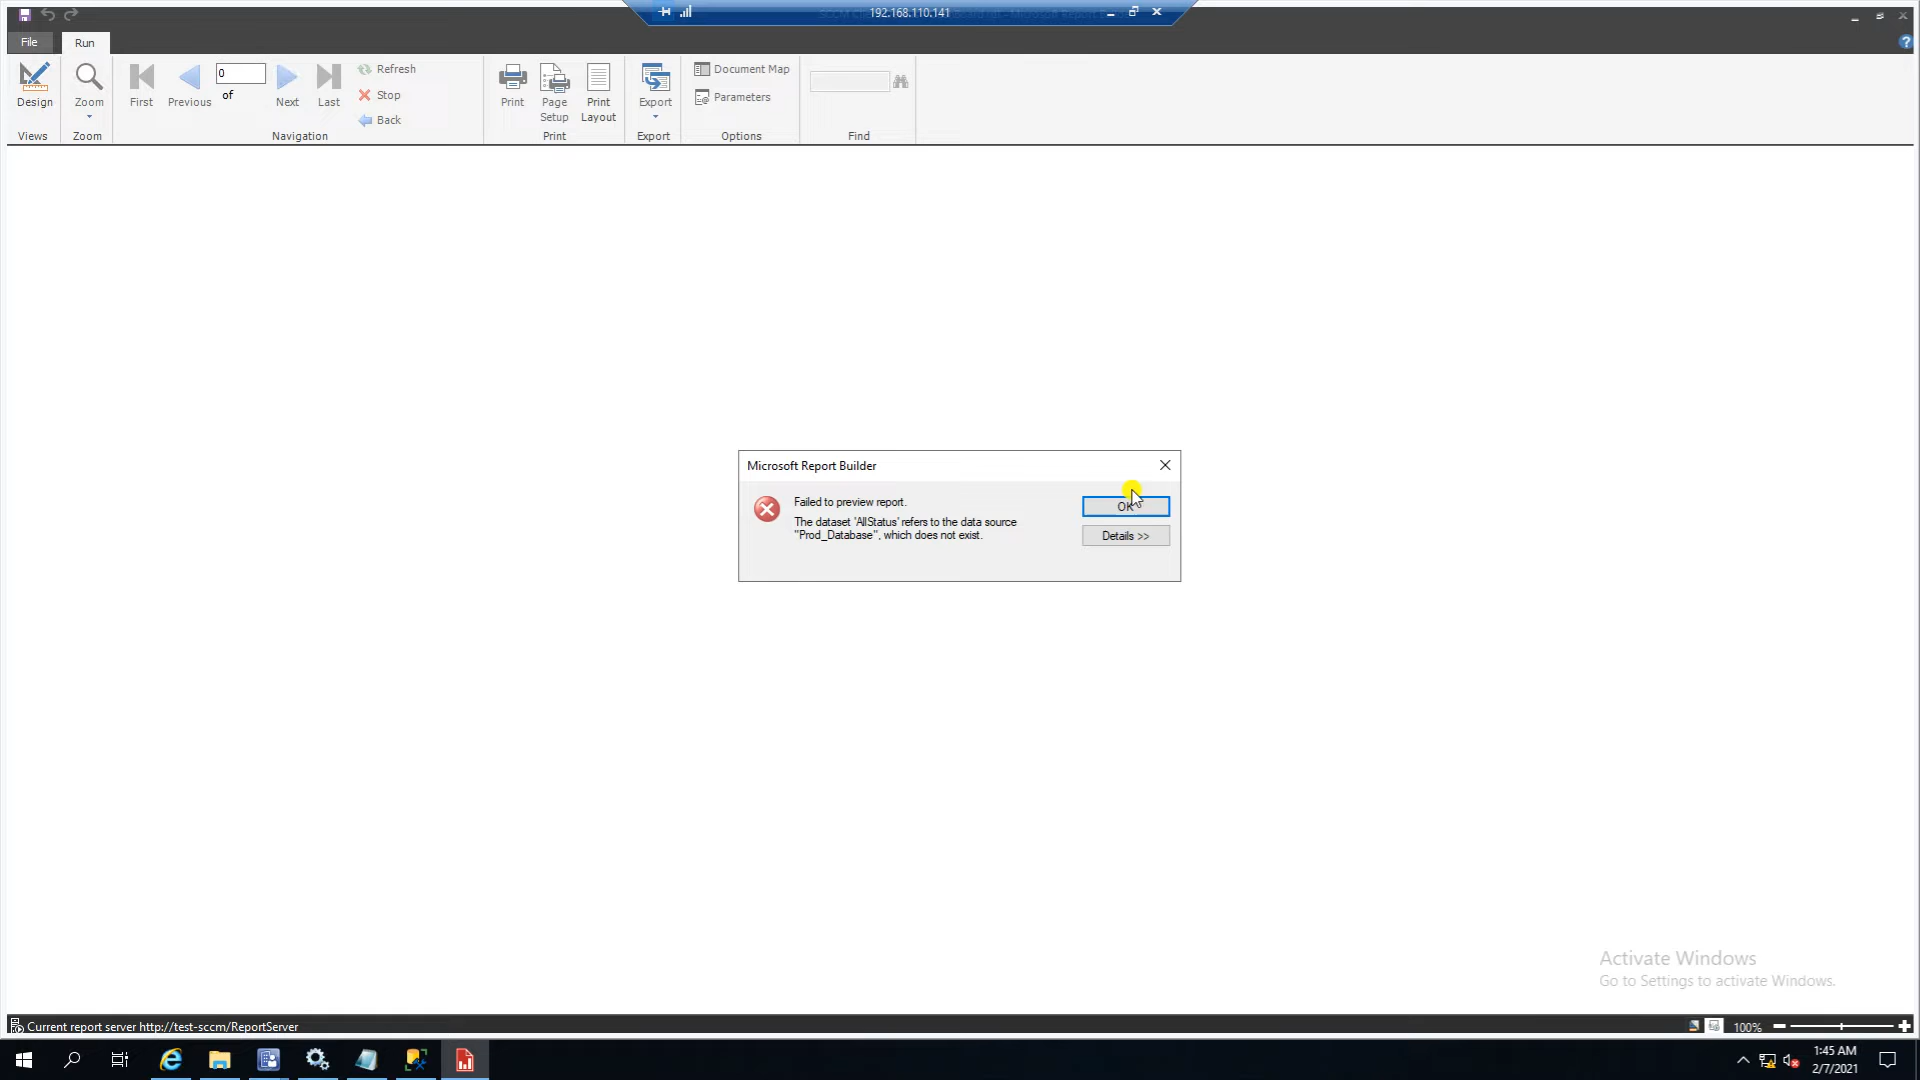 192.168.110.141
File
Run
Design
Zoom
First
Previous
0
of
Next
Last
Refresh
Stop
Back
Print
Page
Setup
Print
Layout
Export
Document Map
Parameters
Views
Zoom
Navigation
Print
Export
Options
Find
Microsoft Report Builder
Failed to preview report.
The dataset 'AllStatus' refers to the data source
"Prod_Database", which does not exist.
OK
Details >>
Activate Windows
Go to Settings to activate Windows.
Current report server http://test-sccm/ReportServer
100%
1:45 AM
2/7/2021